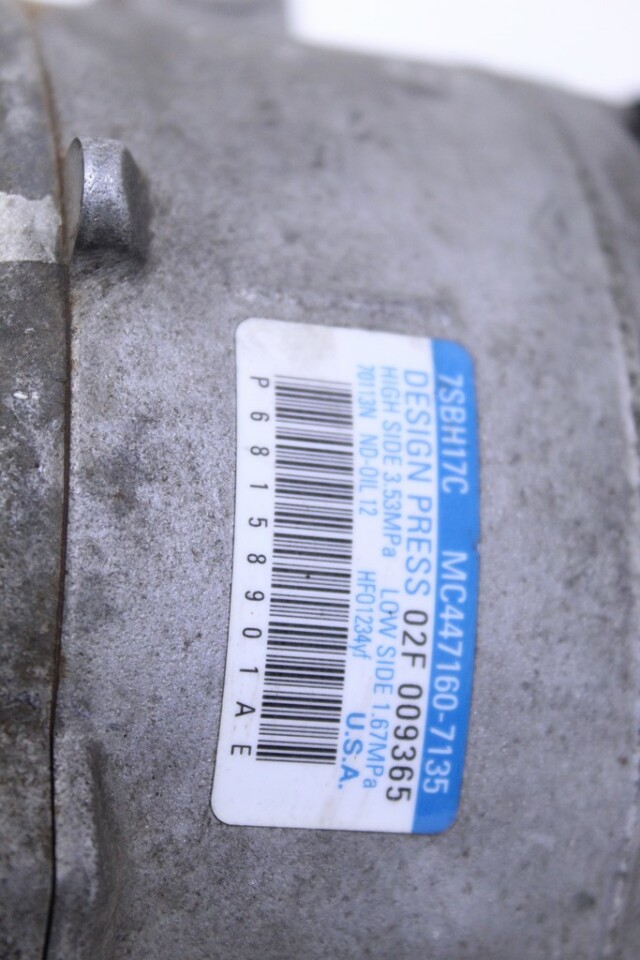 7SBH17C MC447160-7135
DESIGN PRESS 02F 009365
HIGH SIDE 3.53MPa LOW SIDE 1.67MPa
70113N ND-OIL 12 HFO1234yf U.S.A.
P68158901AE